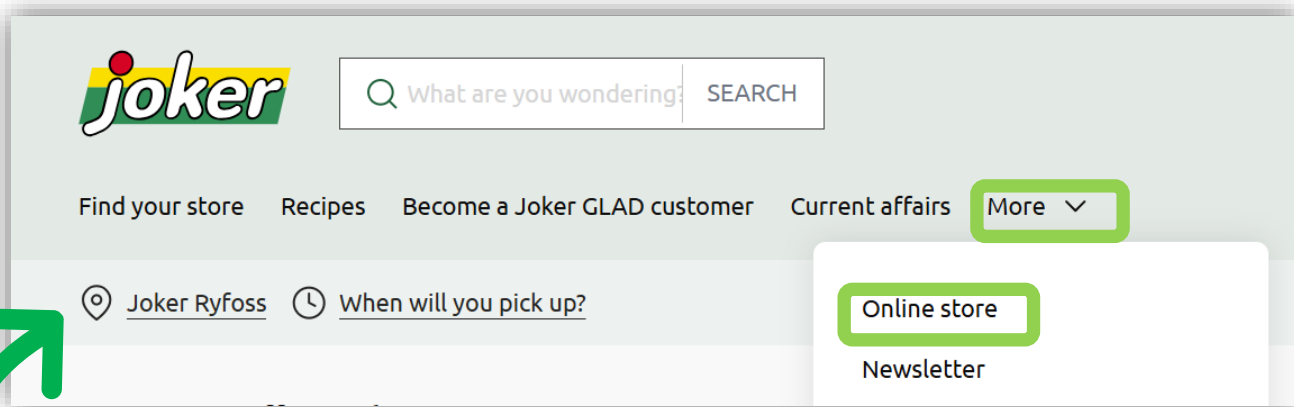 joker
What are you wondering? SEARCH
Find your store Recipes Become a Joker GLAD customer Current affairs More
Joker Ryfoss When will you pick up?
Online store
Newsletter